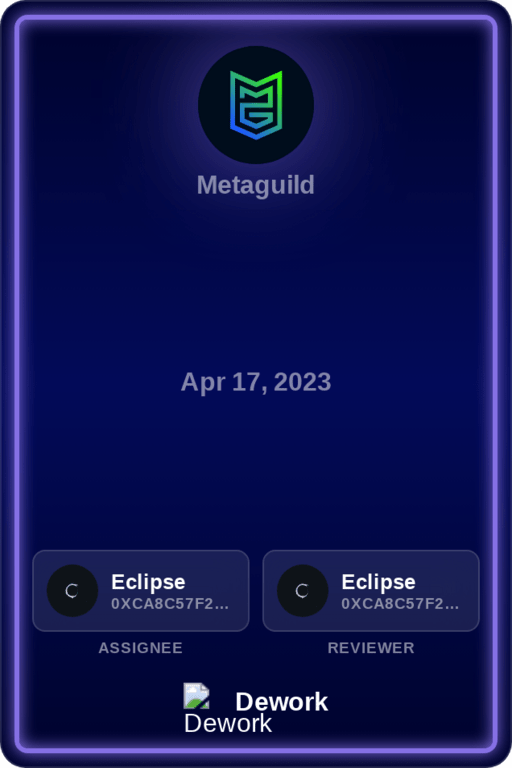 Metaguild
Apr 17, 2023
Eclipse
0XCA8C57F2...
ASSIGNEE
Eclipse
0XCA8C57F2...
REVIEWER
Dework
Dework